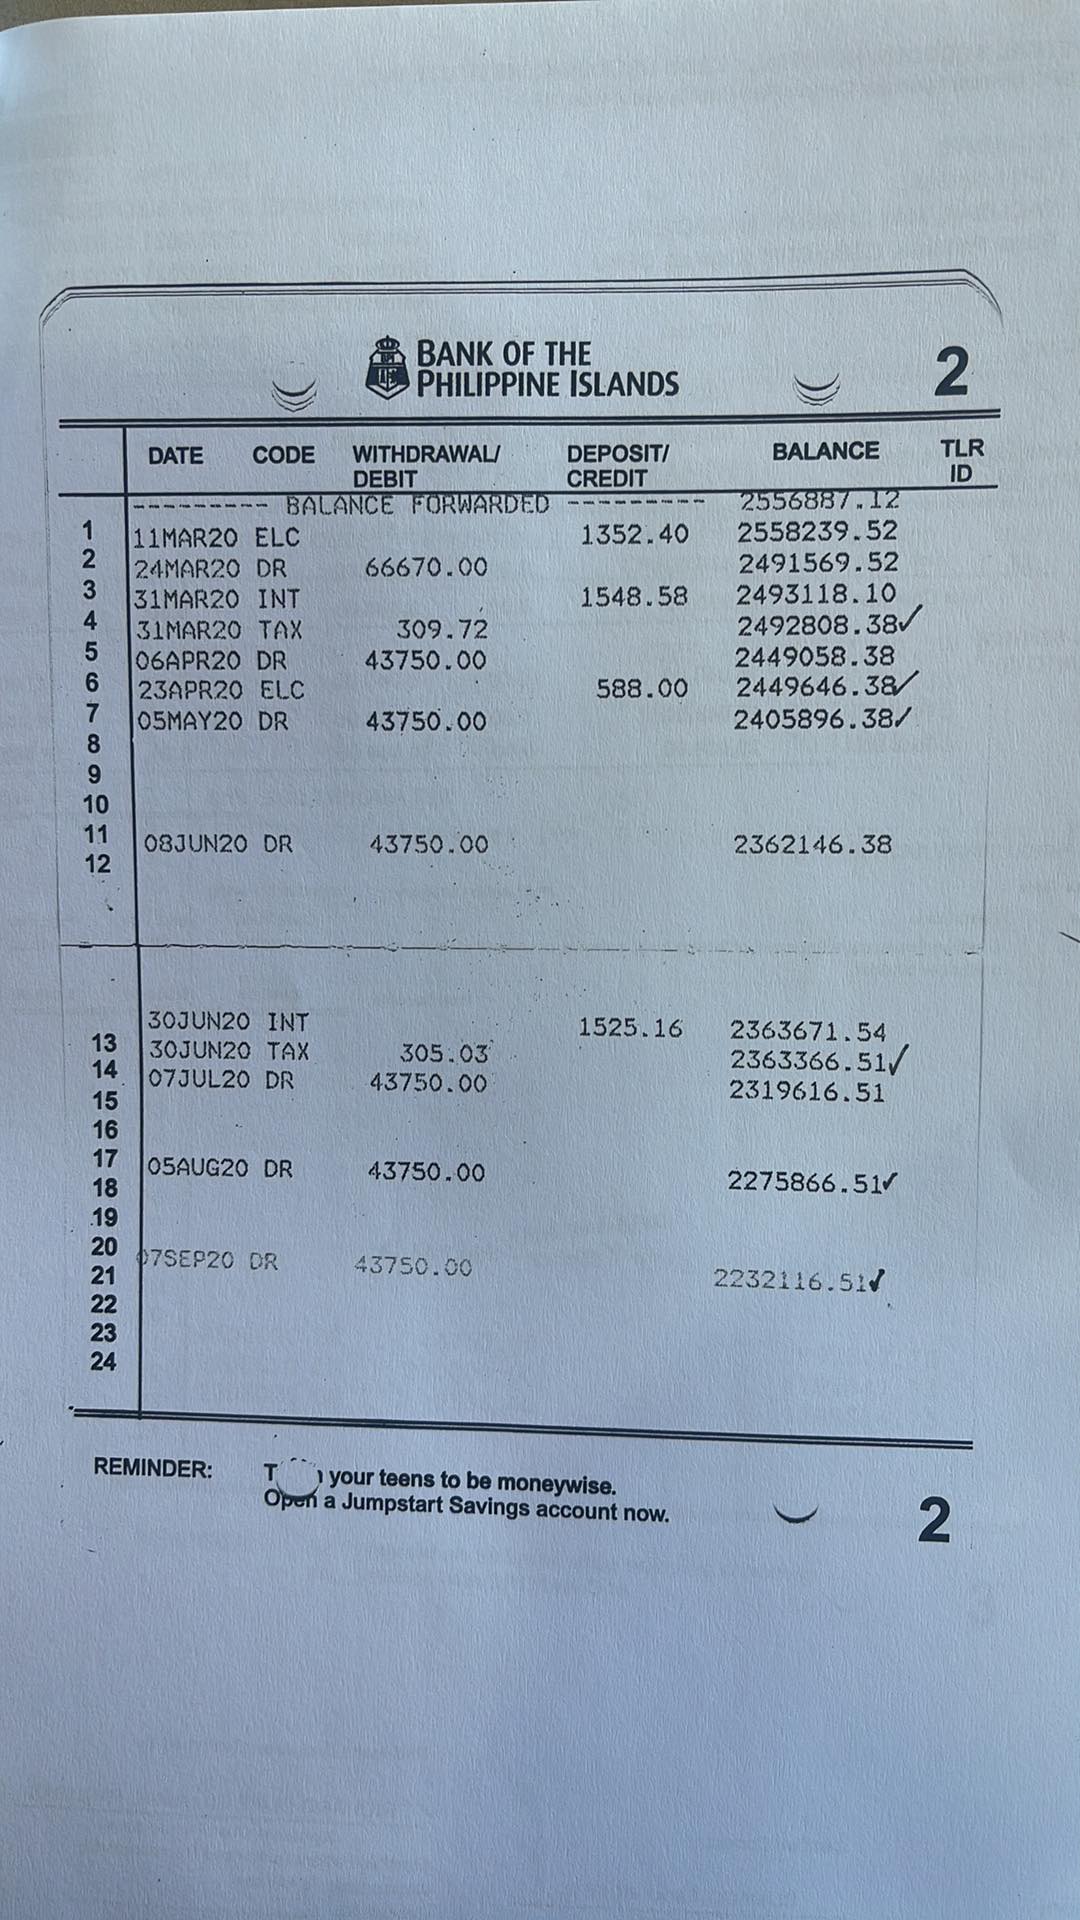 BANK OF THE
PHILIPPINE ISLANDS
2
DATE CODE WITHDRAWAL/ DEBIT DEPOSIT/ CREDIT BALANCE TLR ID
--------- BALANCE FORWARDED --------- 2556887.12
1 11MAR20 ELC 1352.40 2558239.52
2 24MAR20 DR 66670.00 2491569.52
3 31MAR20 INT 1548.58 2493118.10
4 31MAR20 TAX 309.72 2492808.38✓
5 06APR20 DR 43750.00 2449058.38
6 23APR20 ELC 588.00 2449646.38✓
7 05MAY20 DR 43750.00 2405896.38✓
8
9
10
11 08JUN20 DR 43750.00 2362146.38
12
30JUN20 INT 1525.16 2363671.54
13 30JUN20 TAX 305.03 2363366.51✓
14 07JUL20 DR 43750.00 2319616.51
15
16
17 05AUG20 DR 43750.00 2275866.51✓
18
19
20 07SEP20 DR 43750.00 2232116.51✓
21
22
23
24
REMINDER: your teens to be moneywise.
Open a Jumpstart Savings account now.
2